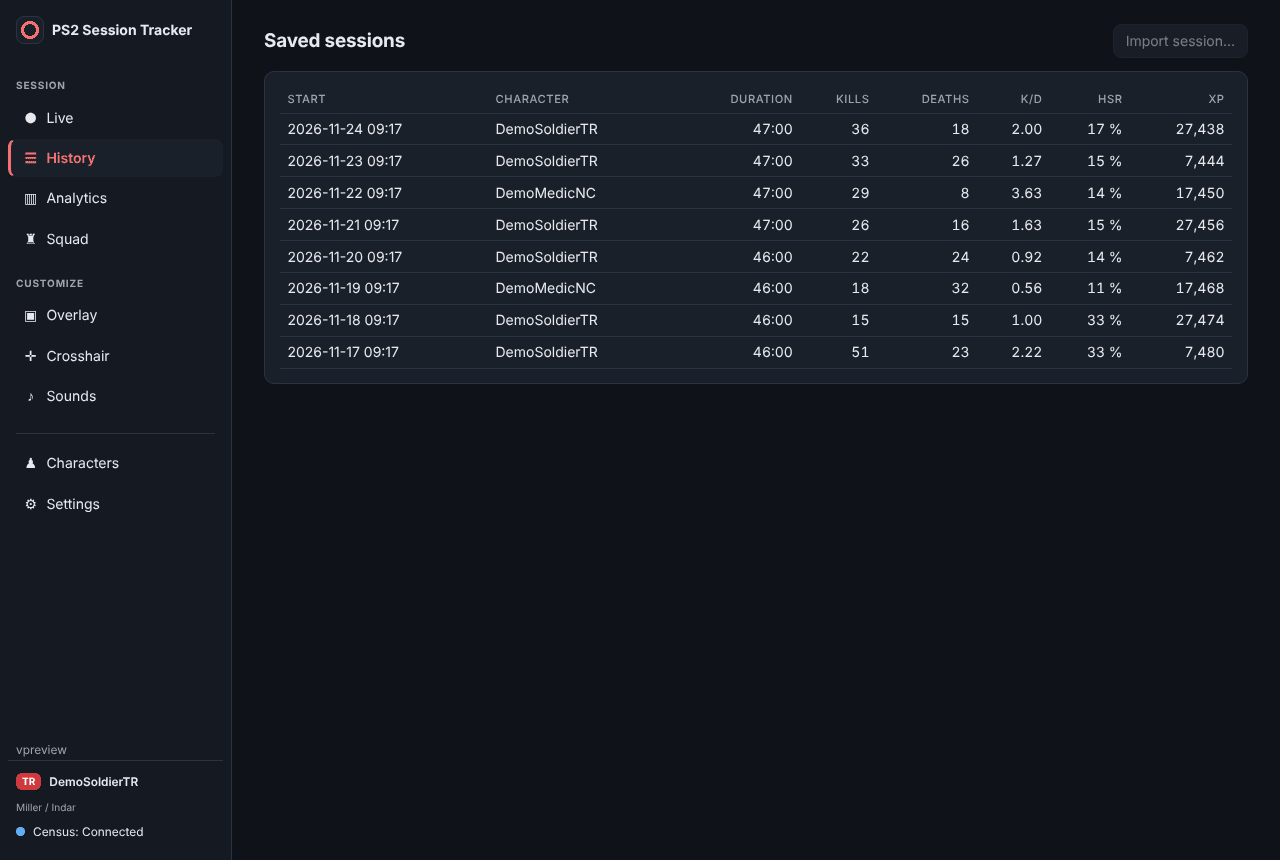 PS2 Session Tracker
SESSION
Live
History
Analytics
Squad
CUSTOMIZE
Overlay
Crosshair
Sounds
Characters
Settings
vpreview
TR DemoSoldierTR
Miller / Indar
Census: Connected
Saved sessions
Import session...
START CHARACTER DURATION KILLS DEATHS K/D HSR XP
2026-11-24 09:17 DemoSoldierTR 47:00 36 18 2.00 17 % 27,438
2026-11-23 09:17 DemoSoldierTR 47:00 33 26 1.27 15 % 7,444
2026-11-22 09:17 DemoMedicNC 47:00 29 8 3.63 14 % 17,450
2026-11-21 09:17 DemoSoldierTR 47:00 26 16 1.63 15 % 27,456
2026-11-20 09:17 DemoSoldierTR 46:00 22 24 0.92 14 % 7,462
2026-11-19 09:17 DemoMedicNC 46:00 18 32 0.56 11 % 17,468
2026-11-18 09:17 DemoSoldierTR 46:00 15 15 1.00 33 % 27,474
2026-11-17 09:17 DemoSoldierTR 46:00 51 23 2.22 33 % 7,480